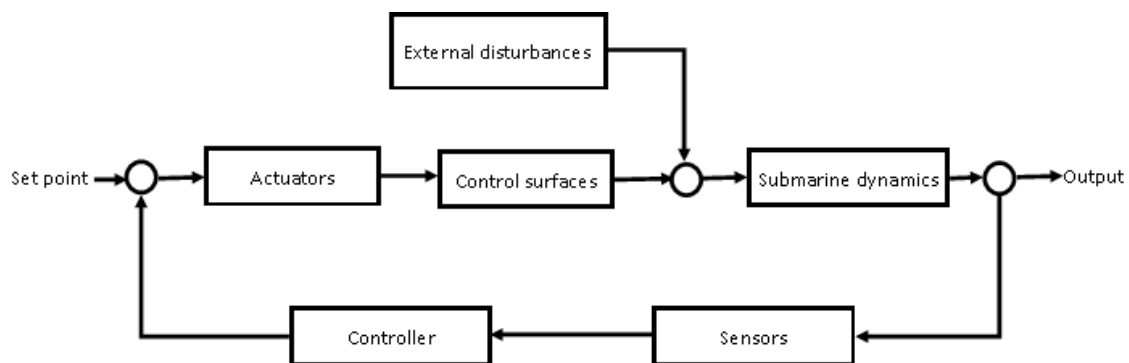 External disturbances
Set point
Actuators
Control surfaces
Submarine dynamics
Output
Controller
Sensors